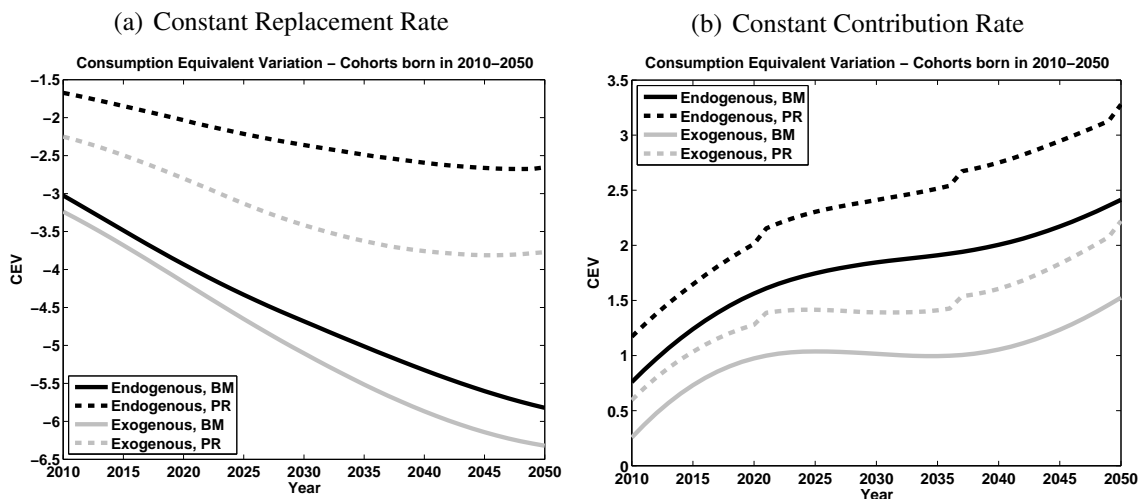 (a) Constant Replacement Rate
Consumption Equivalent Variation – Cohorts born in 2010–2050
−1.5
−2
−2.5
−3
−3.5
−4
−4.5
−5
−5.5
−6
−6.5
CEV
Endogenous, BM
Endogenous, PR
Exogenous, BM
Exogenous, PR
2010 2015 2020 2025 2030 2035 2040 2045 2050
Year
(b) Constant Contribution Rate
Consumption Equivalent Variation – Cohorts born in 2010–2050
3.5
3
2.5
2
1.5
1
0.5
0
CEV
Endogenous, BM
Endogenous, PR
Exogenous, BM
Exogenous, PR
2010 2015 2020 2025 2030 2035 2040 2045 2050
Year